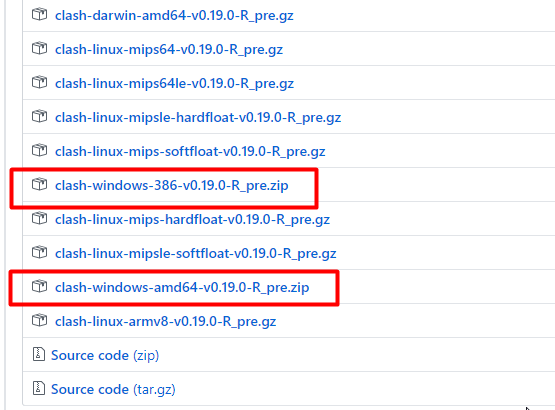 clash-darwin-amd64-v0.19.0-R_pre.gz
clash-linux-mips64-v0.19.0-R_pre.gz
clash-linux-mips64le-v0.19.0-R_pre.gz
clash-linux-mipsle-hardfloat-v0.19.0-R_pre.gz
clash-linux-mips-softfloat-v0.19.0-R_pre.gz
clash-windows-386-v0.19.0-R_pre.zip
clash-linux-mips-hardfloat-v0.19.0-R_pre.gz
clash-linux-mipsle-softfloat-v0.19.0-R_pre.gz
clash-windows-amd64-v0.19.0-R_pre.zip
clash-linux-armv8-v0.19.0-R_pre.gz
Source code (zip)
Source code (tar.gz)